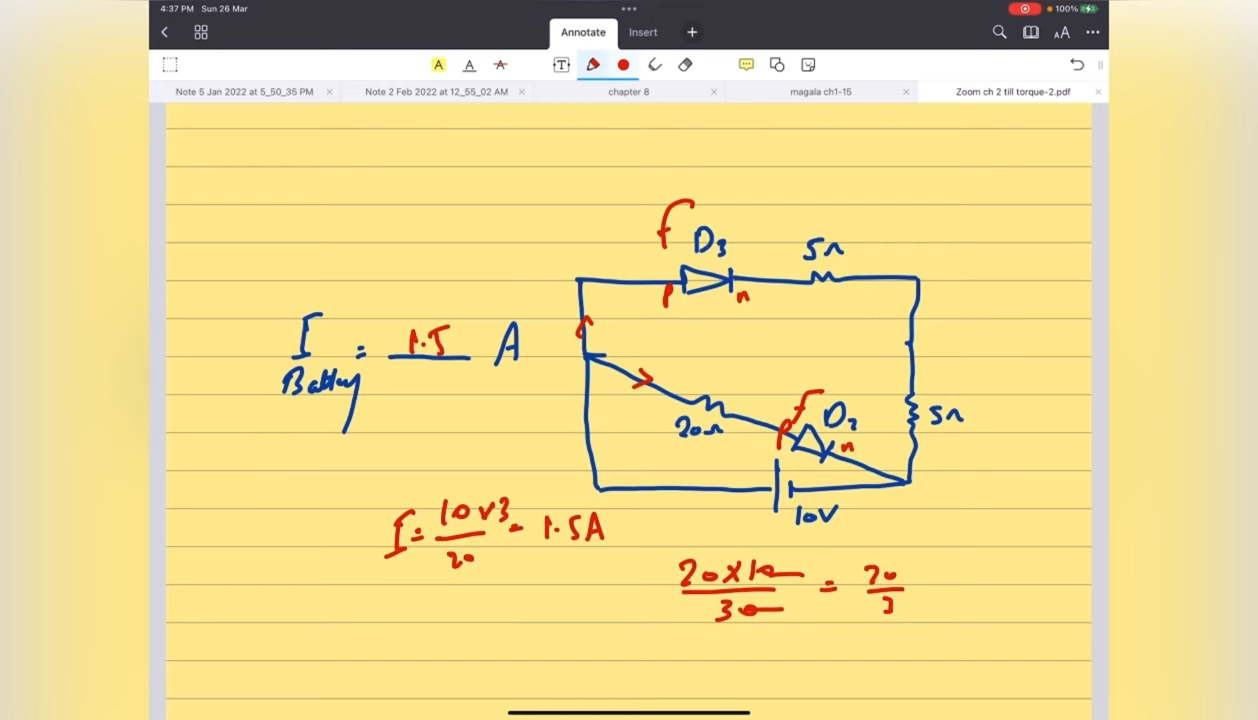 4:37 PM Sun 26 Mar
100%
Annotate
Insert
Note 5 Jan 2022 at 5_50_35 PM
Note 2 Feb 2022 at 12_55_02 AM
chapter 8
magala ch1-15
Zoom ch 2 till torque-2.pdf
f
D3 5Ω
p n
I = 1.5 A
Battery
f
D2 5Ω
20Ω p n
10V
I = 10×3 = 1.5A
20
20×10 = 20
30 3